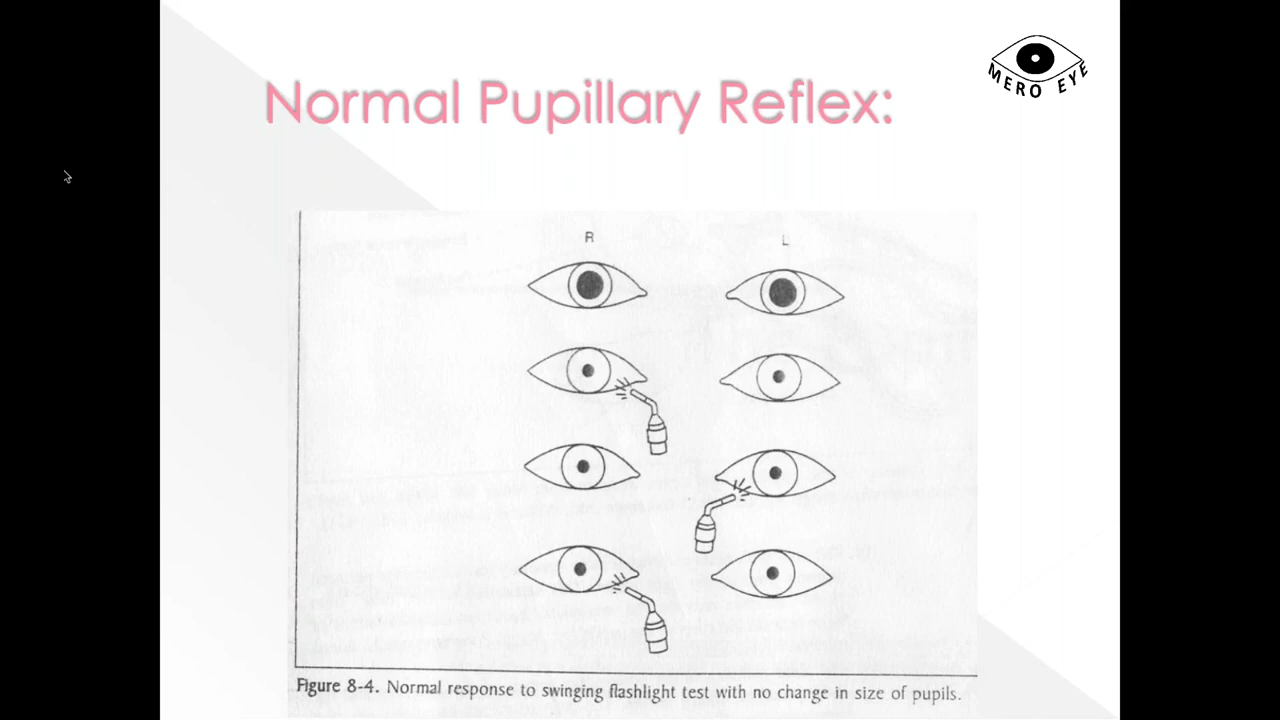 MERO EYE
Normal Pupillary Reflex:
R L
Figure 8-4. Normal response to swinging flashlight test with no change in size of pupils.